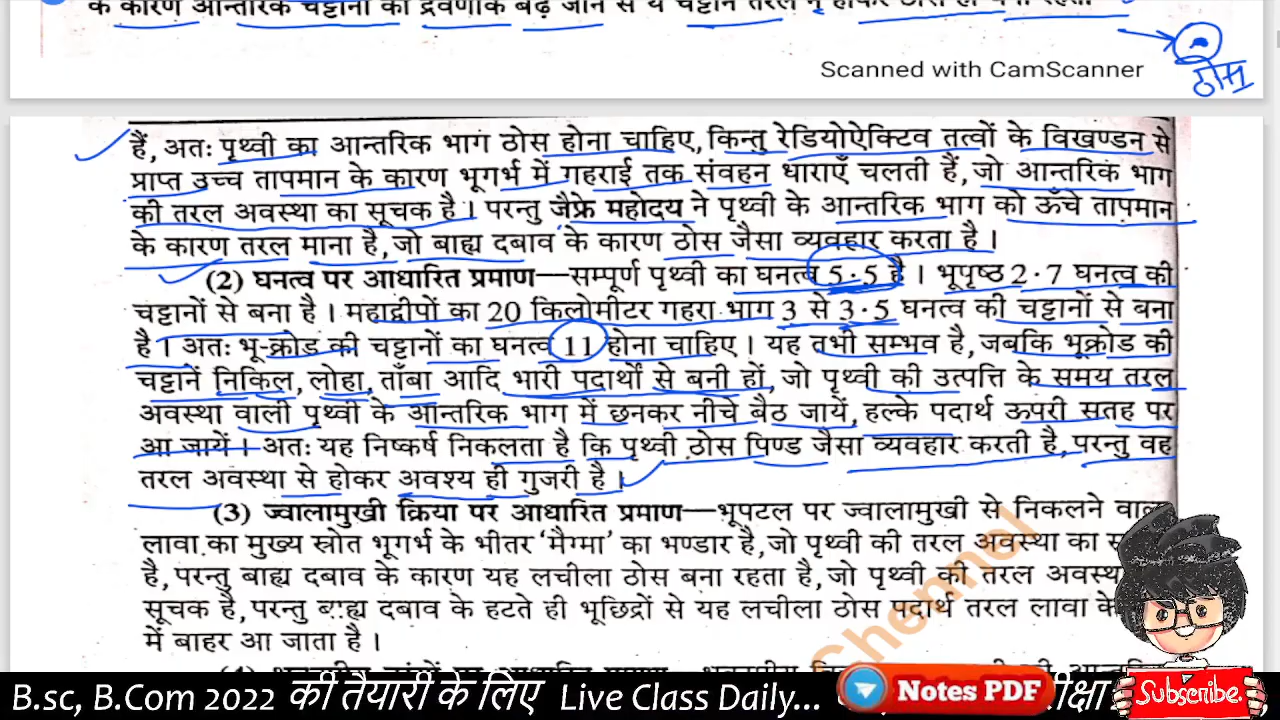 के कारण आन्तरिक चट्टानों का द्रवणांक बढ़ जाने से ये चट्टानें तरल न होकर ठोस
ठोस
Scanned with CamScanner
हैं, अतः पृथ्वी का आन्तरिक भाग ठोस होना चाहिए, किन्तु रेडियोऐक्टिव तत्वों के विखण्डन से
प्राप्त उच्च तापमान के कारण भूगर्भ में गहराई तक संवहन धाराएँ चलती हैं, जो आन्तरिक भाग
की तरल अवस्था का सूचक है। परन्तु जैफ्रे महोदय ने पृथ्वी के आन्तरिक भाग को ऊँचे तापमान
के कारण तरल माना है, जो बाह्य दबाव के कारण ठोस जैसा व्यवहार करता है।
(2) घनत्व पर आधारित प्रमाण—सम्पूर्ण पृथ्वी का घनत्व 5·5 है। भूपृष्ठ 2·7 घनत्व की
चट्टानों से बना है। महाद्वीपों का 20 किलोमीटर गहरा भाग 3 से 3·5 घनत्व की चट्टानों से बना
है। अतः भू-क्रोड की चट्टानों का घनत्व 11 होना चाहिए। यह तभी सम्भव है, जबकि भूक्रोड की
चट्टानें निकिल, लोहा, ताँबा आदि भारी पदार्थों से बनी हों, जो पृथ्वी की उत्पत्ति के समय तरल
अवस्था वाली पृथ्वी के आन्तरिक भाग में छनकर नीचे बैठ जायें, हल्के पदार्थ ऊपरी सतह पर
आ जायें। अतः यह निष्कर्ष निकलता है कि पृथ्वी ठोस पिण्ड जैसा व्यवहार करती है, परन्तु वह
तरल अवस्था से होकर अवश्य ही गुजरी है।
(3) ज्वालामुखी क्रिया पर आधारित प्रमाण—भूपटल पर ज्वालामुखी से निकलने वाले
लावा का मुख्य स्रोत भूगर्भ के भीतर 'मैग्मा' का भण्डार है, जो पृथ्वी की तरल अवस्था का
है, परन्तु बाह्य दबाव के कारण यह लचीला ठोस बना रहता है, जो पृथ्वी की तरल
सूचक है, परन्तु बाह्य दबाव के हटते ही भूछिद्रों से यह लचीला ठोस पदार्थ तरल लावा के
में बाहर आ जाता है।
Chennel
B.sc, B.Com 2022 की तैयारी के लिए Live Class Daily...
Notes PDF
Subscribe.